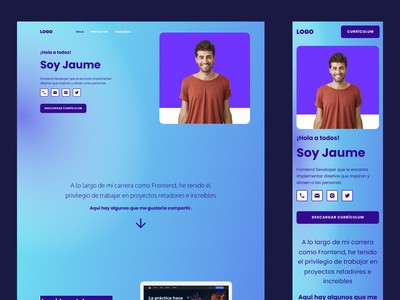 LOGO
HOLA PROYECTOS HABLEMOS
¡Hola a todos!
Soy Jaume
Frontend Developer que le encanta implementar
diseños que inspiran y atraen a las personas.
DESCARGAR CURRÍCULUM
A lo largo de mi carrera como Frontend, he tenido el
privilegio de trabajar en proyectos retadores e increíbles
Aquí hay algunos que me gustaría compartir.
La práctica hace
LOGO
CURRÍCULUM
¡Hola a todos!
Soy Jaume
Frontend Developer que le encanta
implementar diseños que inspiran y
atraen a las personas.
DESCARGAR CURRÍCULUM
A lo largo de mi carrera
como Frontend, he tenido
el privilegio de trabajar en
proyectos retadores e
increíbles
Aquí hay algunos que me